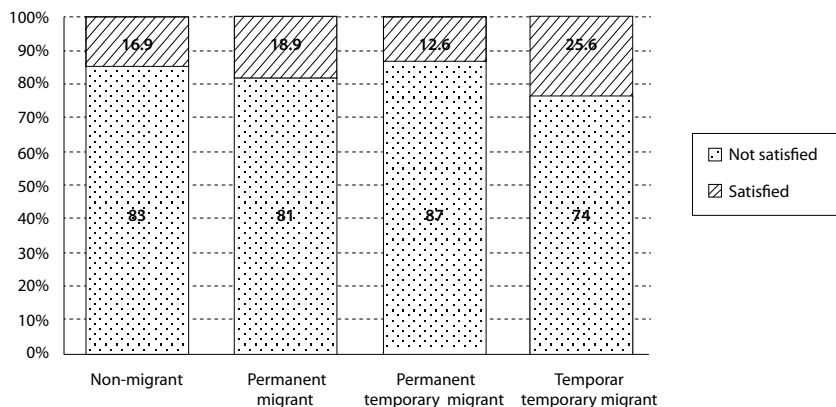 100%
90%
80%
70%
60%
50%
40%
30%
20%
10%
0%
16.9
18.9
12.6
25.6
83
81
87
74
Non-migrant
Permanent
migrant
Permanent
temporary migrant
Temporar
temporary migrant
Not satisfied
Satisfied